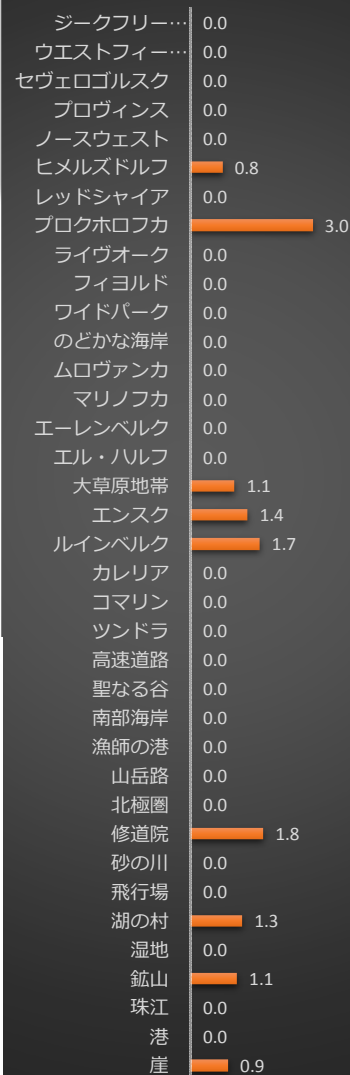 ジークフリー… 0.0
ウエストフィー… 0.0
セヴェロゴルスク 0.0
プロヴィンス 0.0
ノースウェスト 0.0
ヒメルズドルフ 0.8
レッドシャイア 0.0
プロクホロフカ 3.0
ライヴオーク 0.0
フィヨルド 0.0
ワイドパーク 0.0
のどかな海岸 0.0
ムロヴァンカ 0.0
マリノフカ 0.0
エーレンベルク 0.0
エル・ハルフ 0.0
大草原地帯 1.1
エンスク 1.4
ルインベルク 1.7
カレリア 0.0
コマリン 0.0
ツンドラ 0.0
高速道路 0.0
聖なる谷 0.0
南部海岸 0.0
漁師の港 0.0
山岳路 0.0
北極圏 0.0
修道院 1.8
砂の川 0.0
飛行場 0.0
湖の村 1.3
湿地 0.0
鉱山 1.1
珠江 0.0
港 0.0
崖 0.9